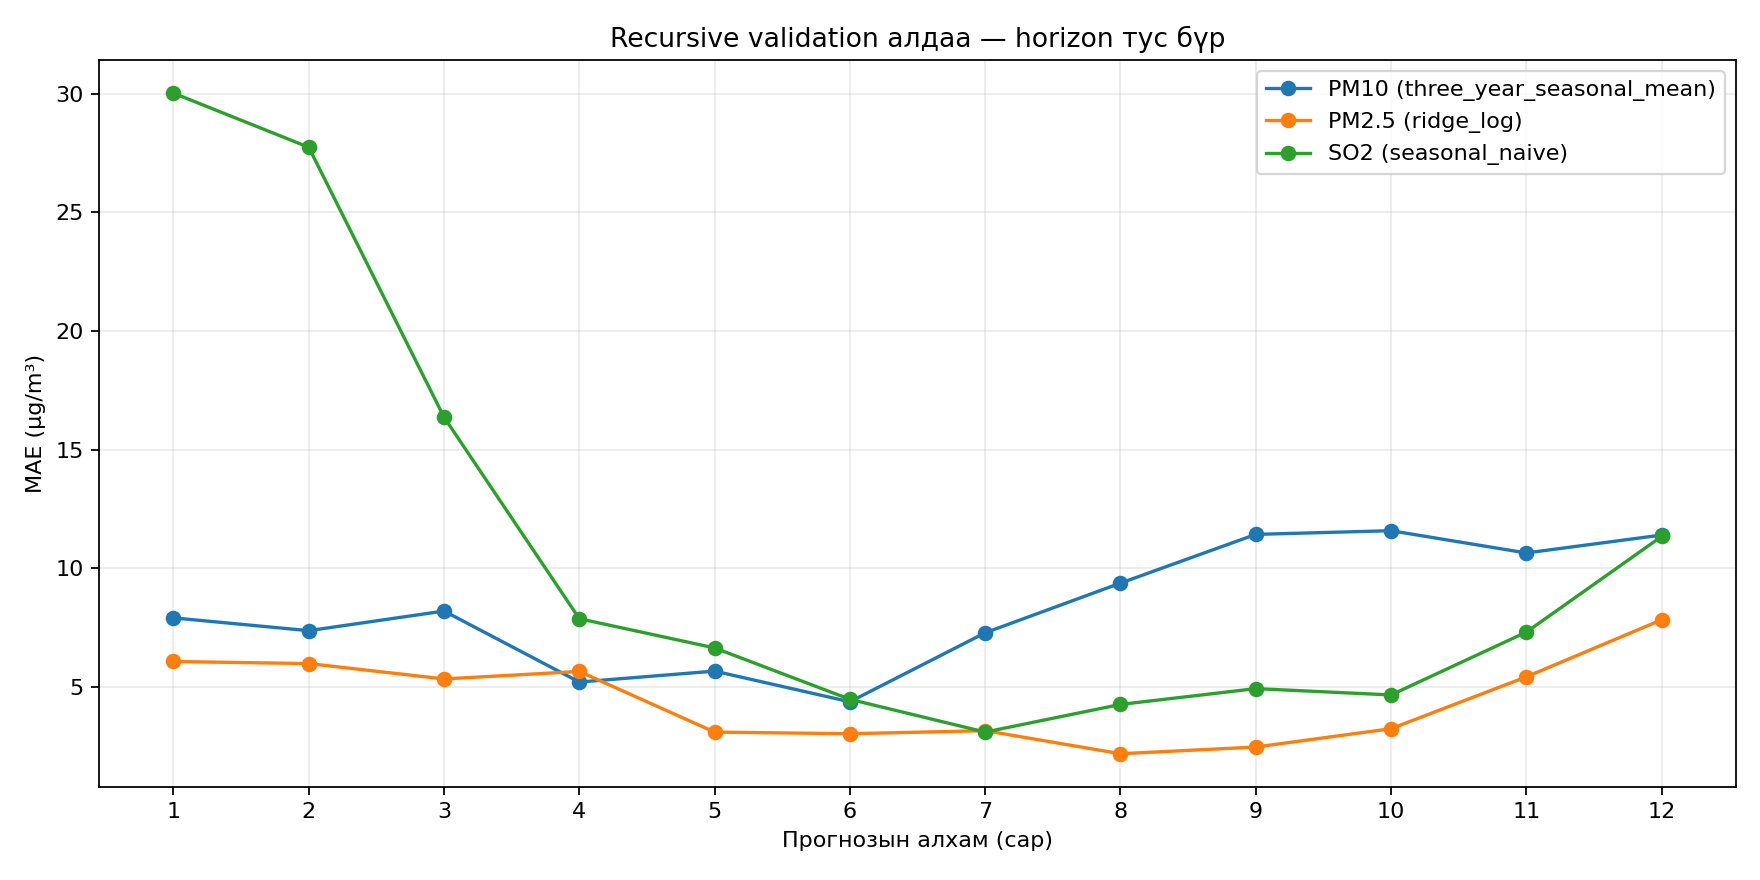 Recursive validation алдаа — horizon тус бүр
PM10 (three_year_seasonal_mean)
PM2.5 (ridge_log)
SO2 (seasonal_naive)
MAE (µg/m³)
30
25
20
15
10
5
1 2 3 4 5 6 7 8 9 10 11 12
Прогнозын алхам (сар)